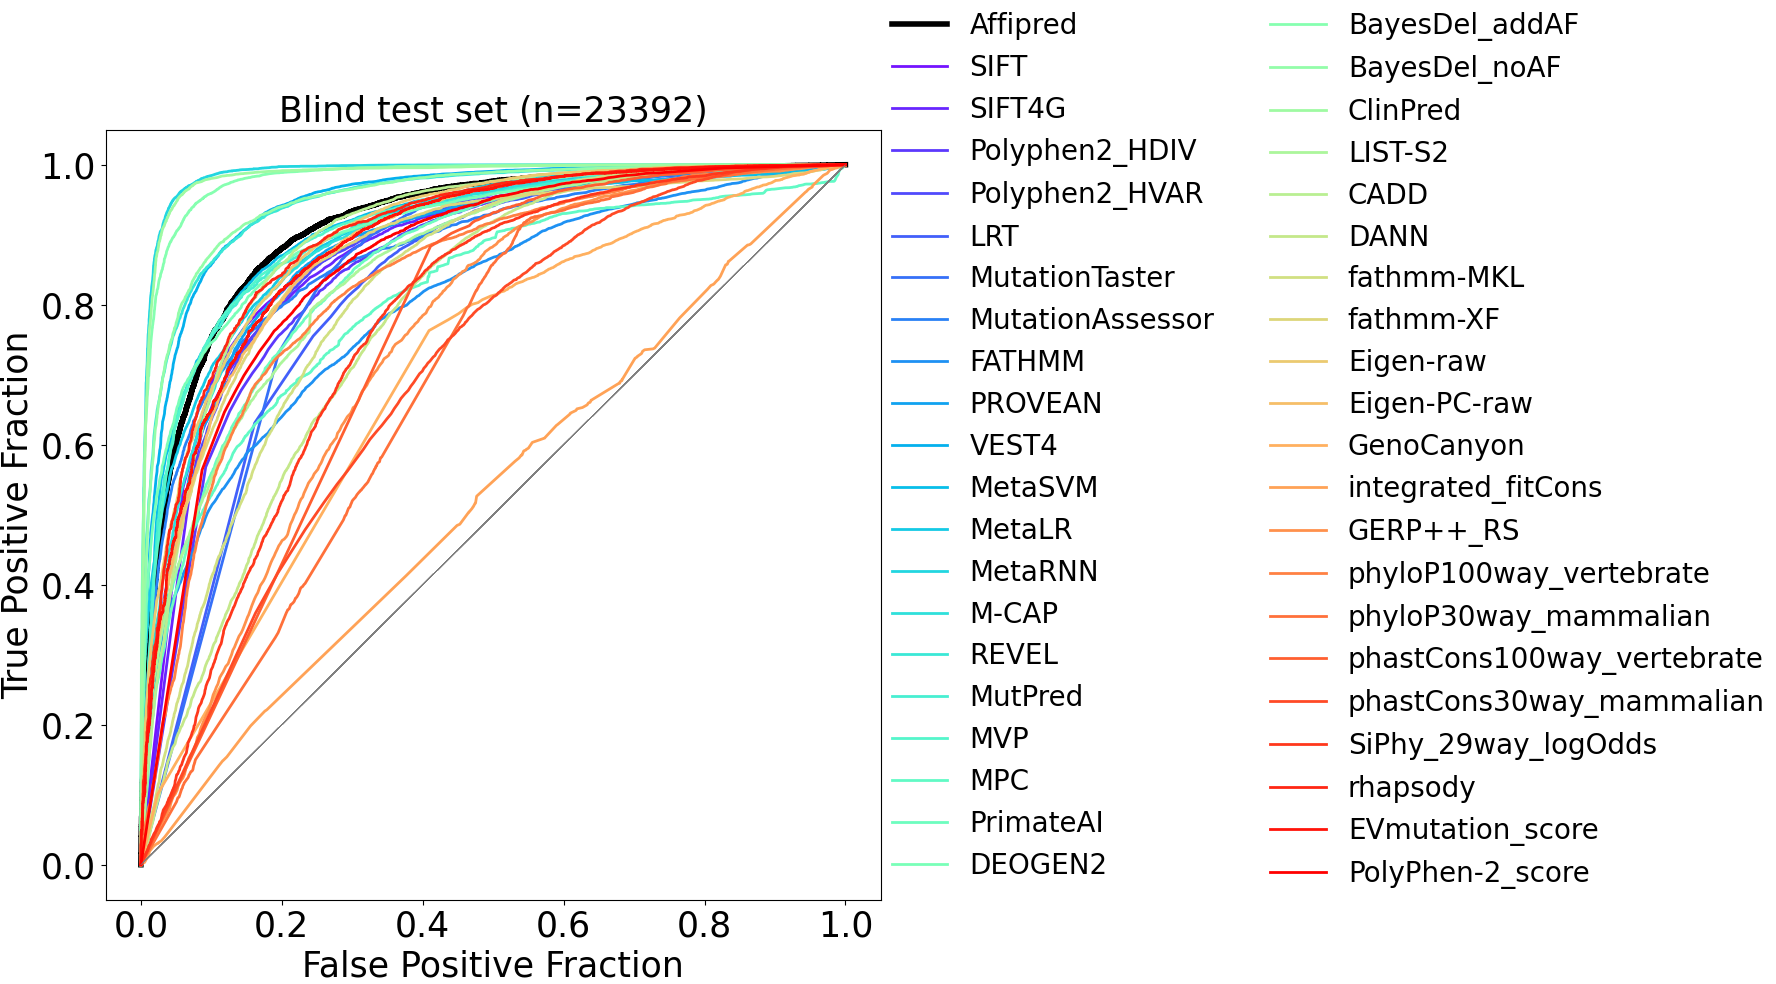 Blind test set (n=23392)
True Positive Fraction
1.0
0.8
0.6
0.4
0.2
0.0
0.0 0.2 0.4 0.6 0.8 1.0
False Positive Fraction
Affipred
SIFT
SIFT4G
Polyphen2_HDIV
Polyphen2_HVAR
LRT
MutationTaster
MutationAssessor
FATHMM
PROVEAN
VEST4
MetaSVM
MetaLR
MetaRNN
M-CAP
REVEL
MutPred
MVP
MPC
PrimateAI
DEOGEN2
BayesDel_addAF
BayesDel_noAF
ClinPred
LIST-S2
CADD
DANN
fathmm-MKL
fathmm-XF
Eigen-raw
Eigen-PC-raw
GenoCanyon
integrated_fitCons
GERP++_RS
phyloP100way_vertebrate
phyloP30way_mammalian
phastCons100way_vertebrate
phastCons30way_mammalian
SiPhy_29way_logOdds
rhapsody
EVmutation_score
PolyPhen-2_score